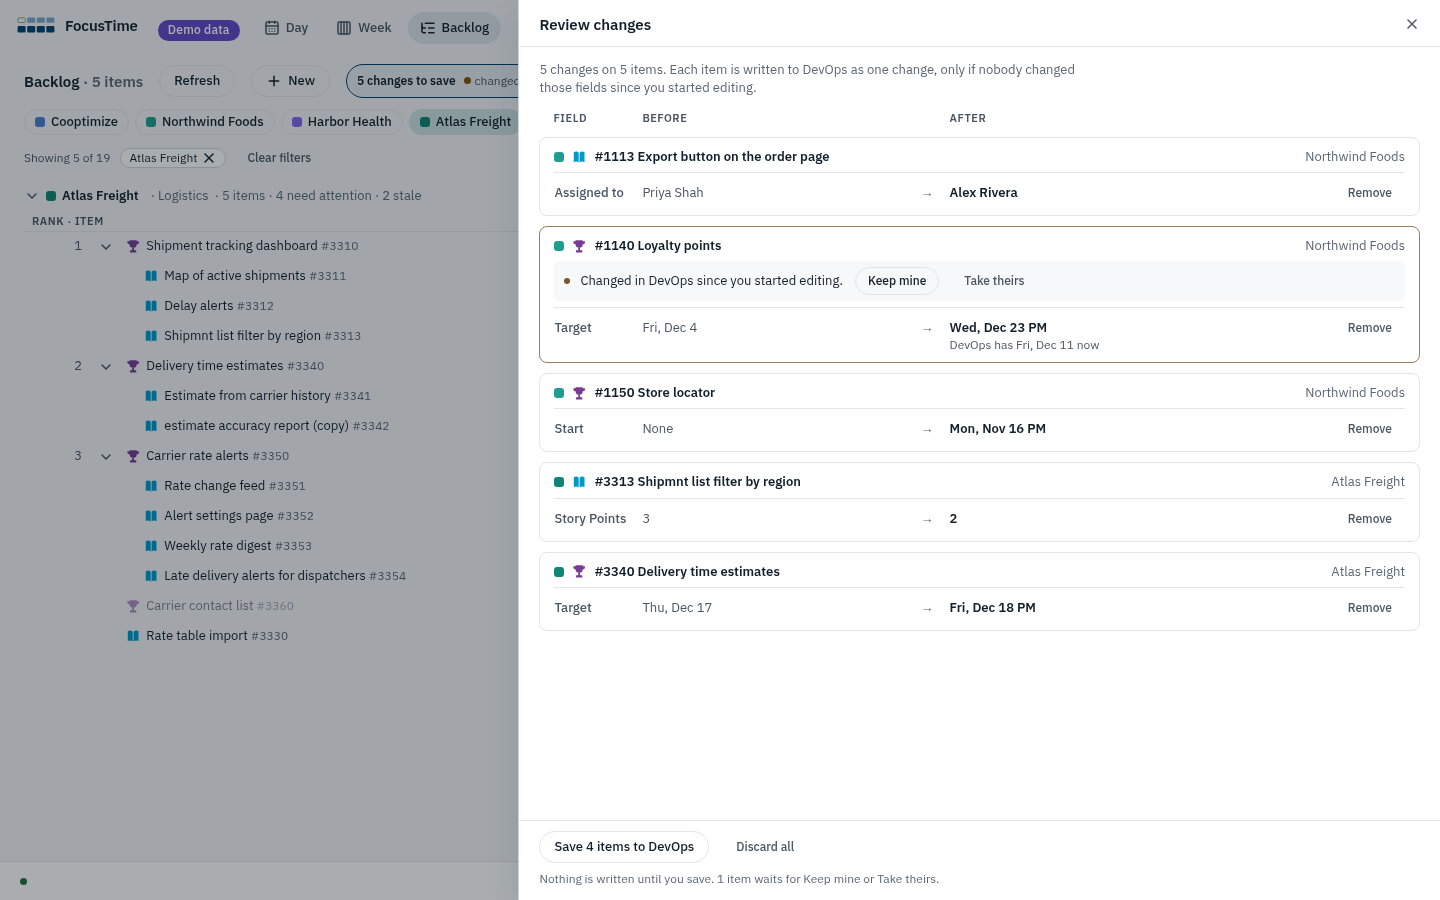 FocusTime
Demo data
Day
Week
Backlog
Backlog · 5 items
Refresh
New
5 changes to save
changed
Cooptimize
Northwind Foods
Harbor Health
Atlas Freight
Showing 5 of 19
Atlas Freight
Clear filters
Atlas Freight · Logistics · 5 items · 4 need attention · 2 stale
RANK · ITEM
1 Shipment tracking dashboard #3310
Map of active shipments #3311
Delay alerts #3312
Shipmnt list filter by region #3313
2 Delivery time estimates #3340
Estimate from carrier history #3341
estimate accuracy report (copy) #3342
3 Carrier rate alerts #3350
Rate change feed #3351
Alert settings page #3352
Weekly rate digest #3353
Late delivery alerts for dispatchers #3354
Carrier contact list #3360
Rate table import #3330
Review changes
5 changes on 5 items. Each item is written to DevOps as one change, only if nobody changed
those fields since you started editing.
FIELD BEFORE AFTER
#1113 Export button on the order page Northwind Foods
Assigned to Priya Shah → Alex Rivera Remove
#1140 Loyalty points Northwind Foods
Changed in DevOps since you started editing. Keep mine Take theirs
Target Fri, Dec 4 → Wed, Dec 23 PM Remove
DevOps has Fri, Dec 11 now
#1150 Store locator Northwind Foods
Start None → Mon, Nov 16 PM Remove
#3313 Shipmnt list filter by region Atlas Freight
Story Points 3 → 2 Remove
#3340 Delivery time estimates Atlas Freight
Target Thu, Dec 17 → Fri, Dec 18 PM Remove
Save 4 items to DevOps
Discard all
Nothing is written until you save. 1 item waits for Keep mine or Take theirs.